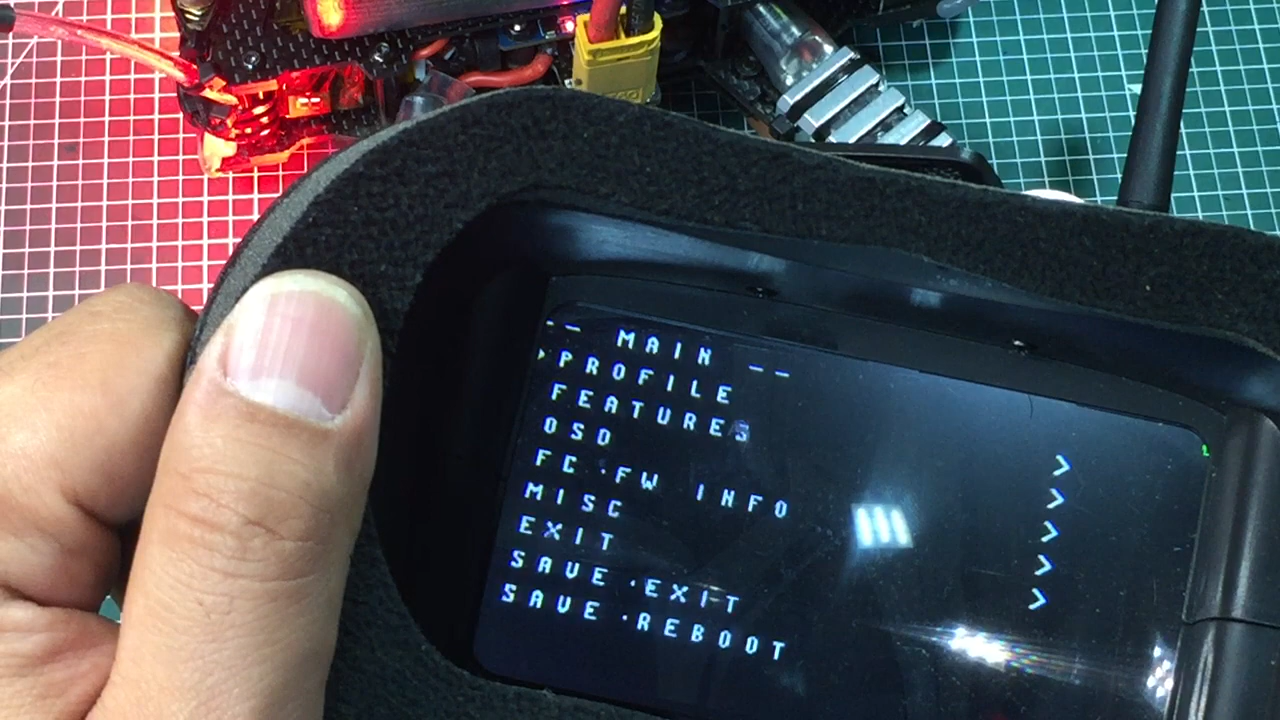 -- MAIN --
PROFILE >
FEATURES >
OSD >
FC·FW INFO >
MISC >
EXIT
SAVE·EXIT
SAVE·REBOOT